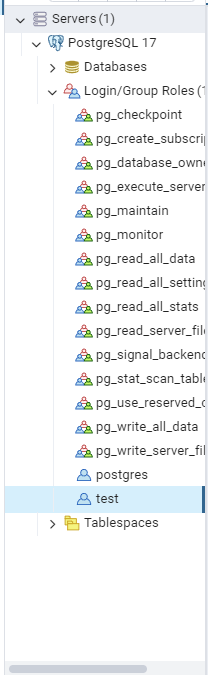 Servers (1)
PostgreSQL 17
Databases
Login/Group Roles (1
pg_checkpoint
pg_create_subscri
pg_database_owne
pg_execute_server
pg_maintain
pg_monitor
pg_read_all_data
pg_read_all_setting
pg_read_all_stats
pg_read_server_file
pg_signal_backend
pg_stat_scan_table
pg_use_reserved_c
pg_write_all_data
pg_write_server_fil
postgres
test
Tablespaces